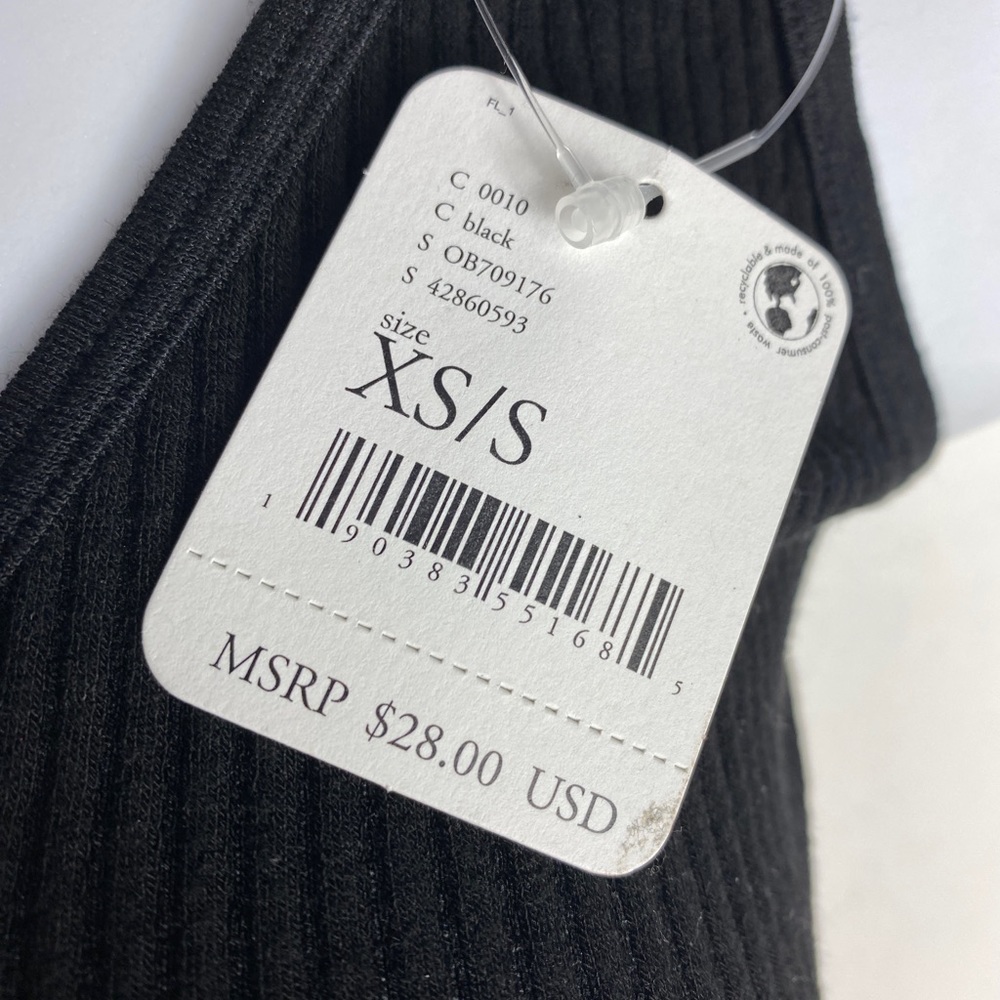 FL_1
C 0010
C black
S OB709176
S 42860593
size
XS/S
1 90383 55168 5
MSRP $28.00 USD
recyclable & made of 100% post-consumer waste •